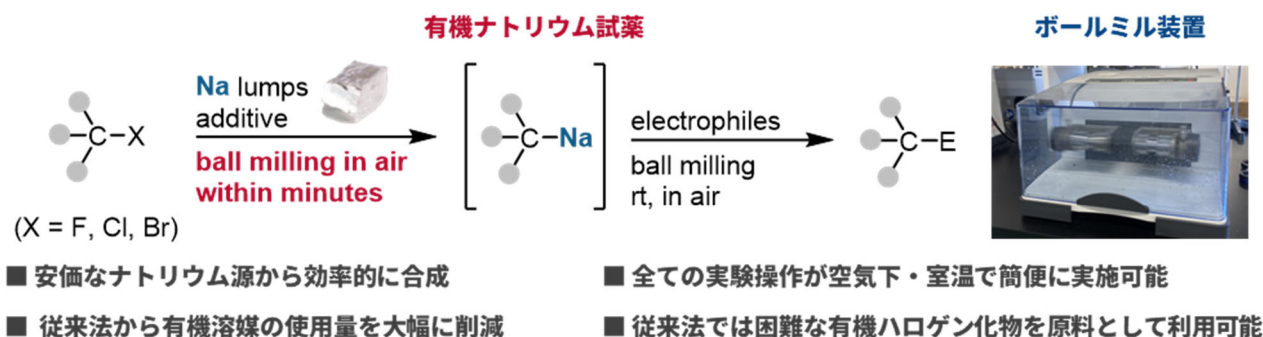 有機ナトリウム試薬
ボールミル装置
C–X
Na lumps
additive
ball milling in air
within minutes
C–Na
electrophiles
ball milling
rt, in air
C–E
(X = F, Cl, Br)
■ 安価なナトリウム源から効率的に合成
■ 全ての実験操作が空気下・室温で簡便に実施可能
■ 従来法から有機溶媒の使用量を大幅に削減
■ 従来法では困難な有機ハロゲン化物を原料として利用可能